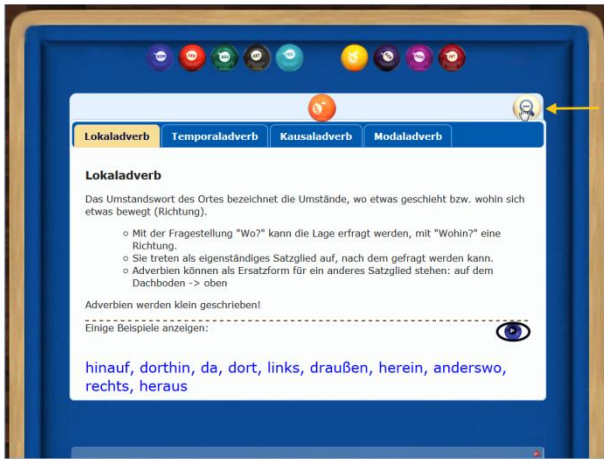 Lokaladverb Temporaladverb Kausaladverb Modaladverb
Lokaladverb
Das Umstandswort des Ortes bezeichnet die Umstände, wo etwas geschieht bzw. wohin sich
etwas bewegt (Richtung).
○ Mit der Fragestellung "Wo?" kann die Lage erfragt werden, mit "Wohin?" eine
Richtung.
○ Sie treten als eigenständiges Satzglied auf, nach dem gefragt werden kann.
○ Adverbien können als Ersatzform für ein anderes Satzglied stehen: auf dem
Dachboden -> oben
Adverbien werden klein geschrieben!
Einige Beispiele anzeigen:
hinauf, dorthin, da, dort, links, draußen, herein, anderswo,
rechts, heraus